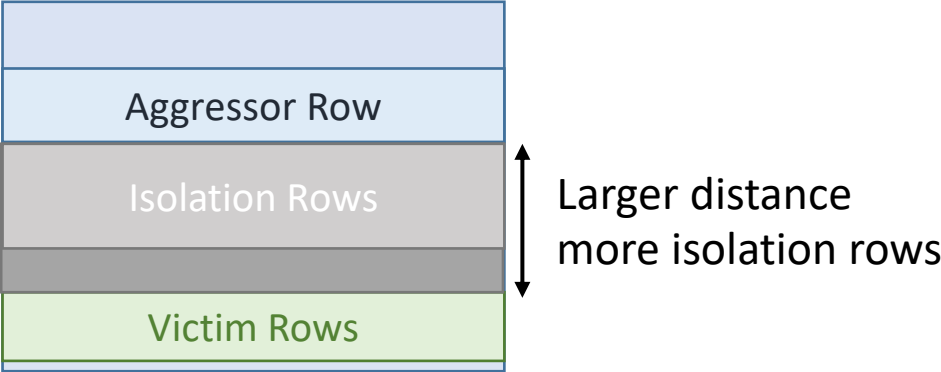 Aggressor Row
Isolation Rows
Larger distance
more isolation rows
Victim Rows